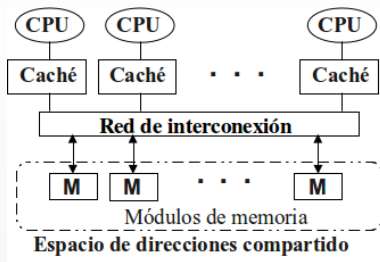 CPU CPU CPU
Caché Caché . . . Caché
Red de interconexión
M M . . . M
Módulos de memoria
Espacio de direcciones compartido